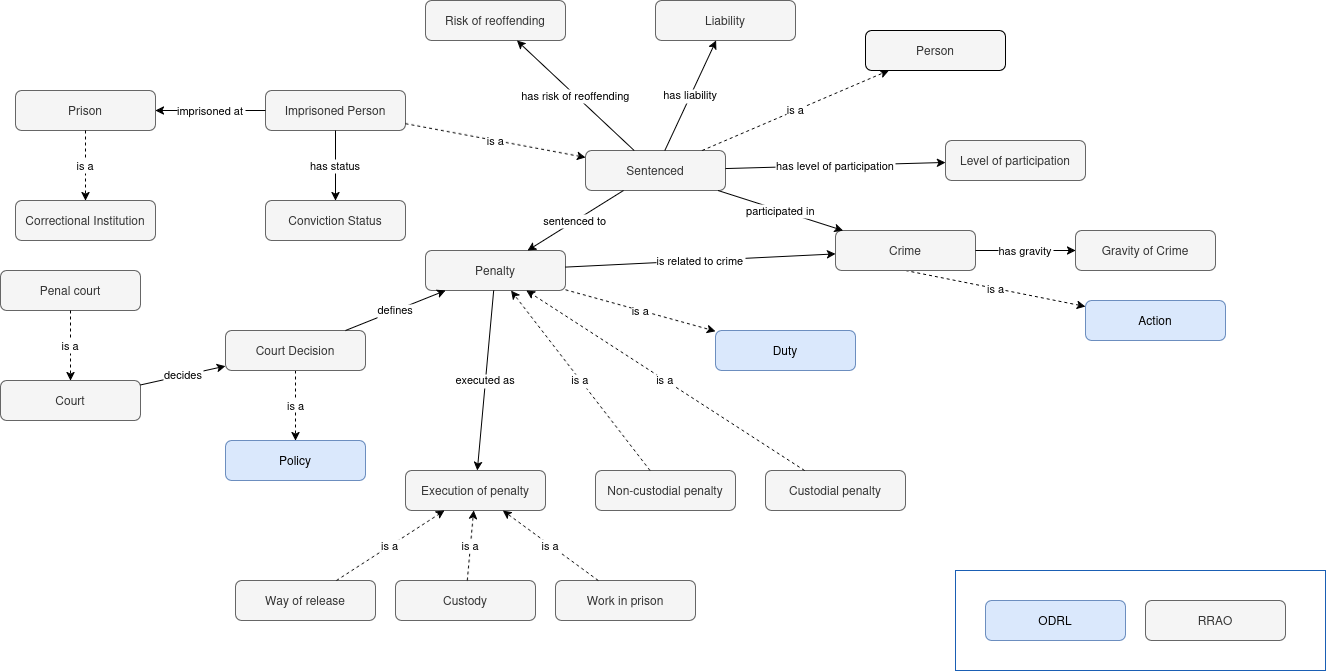 Risk of reoffending
Liability
Person
has risk of reoffending
has liability
is a
Prison
imprisoned at
Imprisoned Person
is a
is a
has status
Sentenced
has level of participation
Level of participation
Correctional Institution
Conviction Status
sentenced to
participated in
Penal court
Penalty
is related to crime
Crime
has gravity
Gravity of Crime
is a
is a
defines
is a
Action
Court
decides
Court Decision
Duty
is a
executed as
is a
is a
Policy
Execution of penalty
Non-custodial penalty
Custodial penalty
is a
is a
is a
Way of release
Custody
Work in prison
ODRL
RRAO